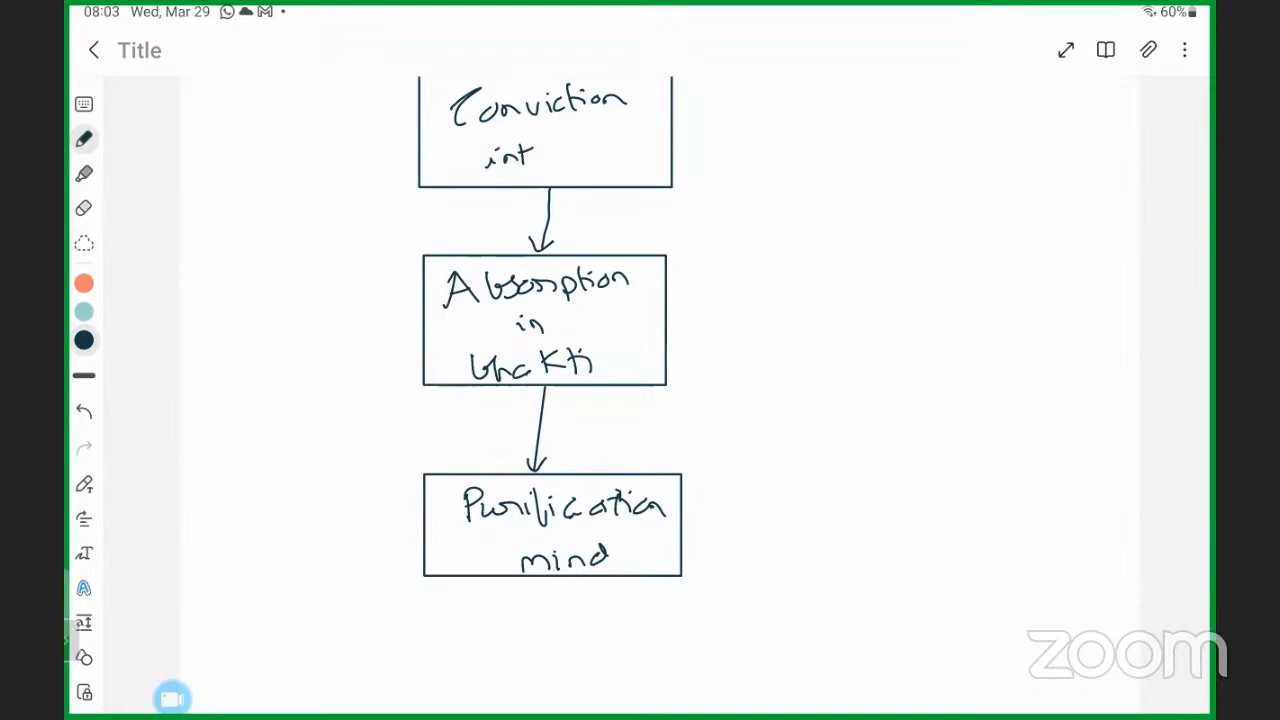 08:03 Wed, Mar 29
60%
Title
Conviction
int
Absorption
in
bhakti
Purification
mind
zoom